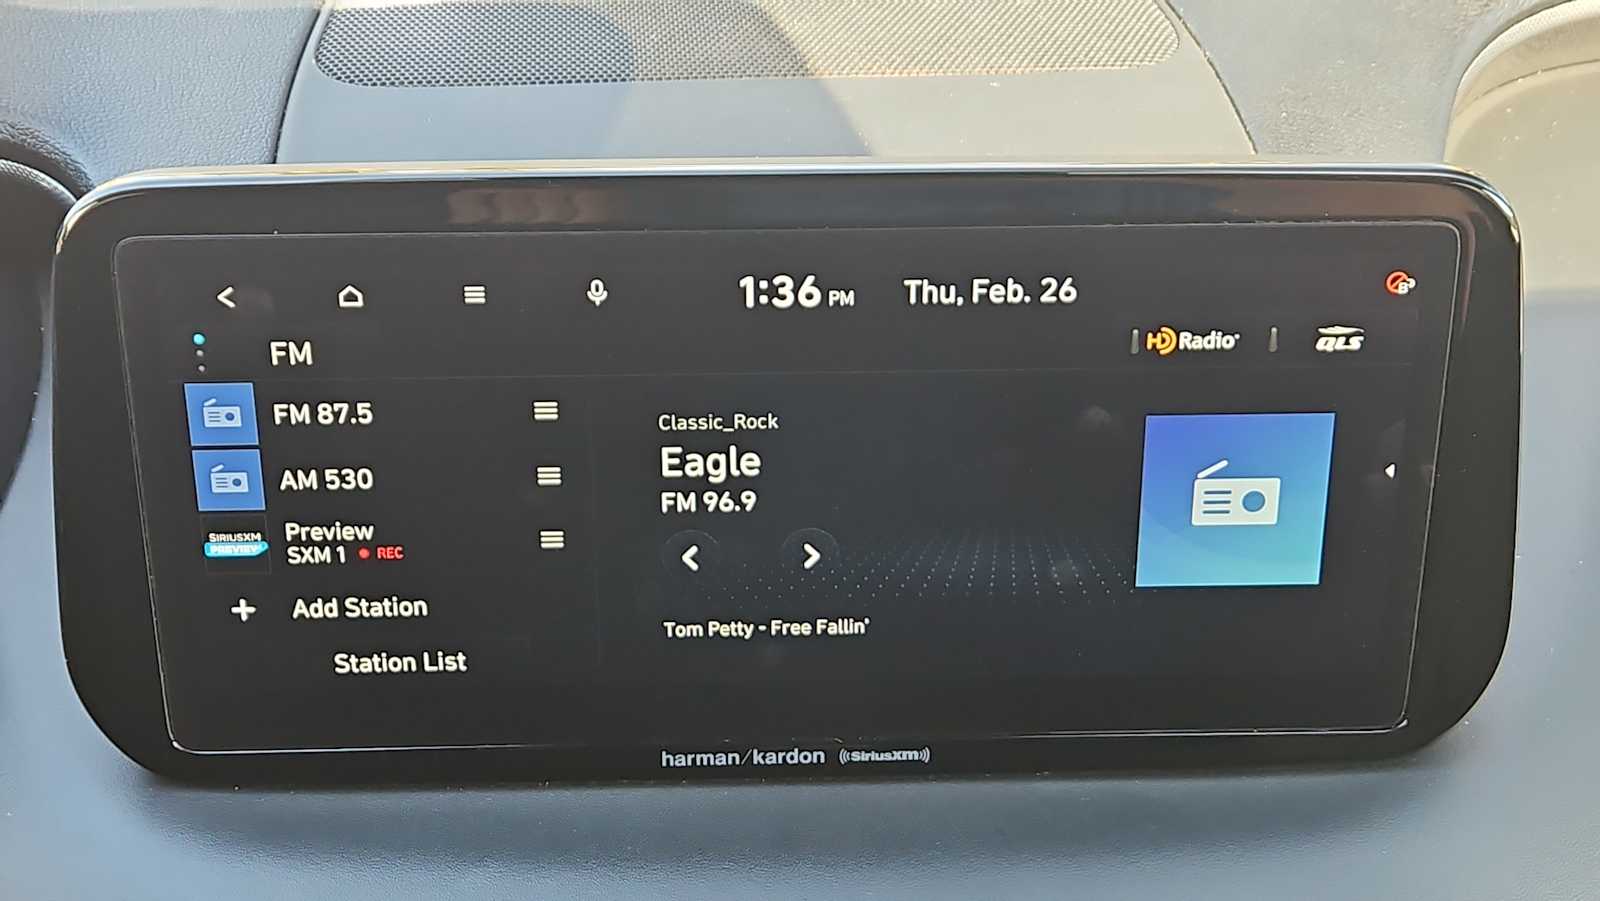 1:36 PM Thu, Feb. 26
FM
HD Radio
QLS
FM 87.5
AM 530
SIRIUSXM
PREVIEW
Preview
SXM 1 REC
+ Add Station
Station List
Classic_Rock
Eagle
FM 96.9
Tom Petty - Free Fallin'
harman/kardon ((SiriusXM))